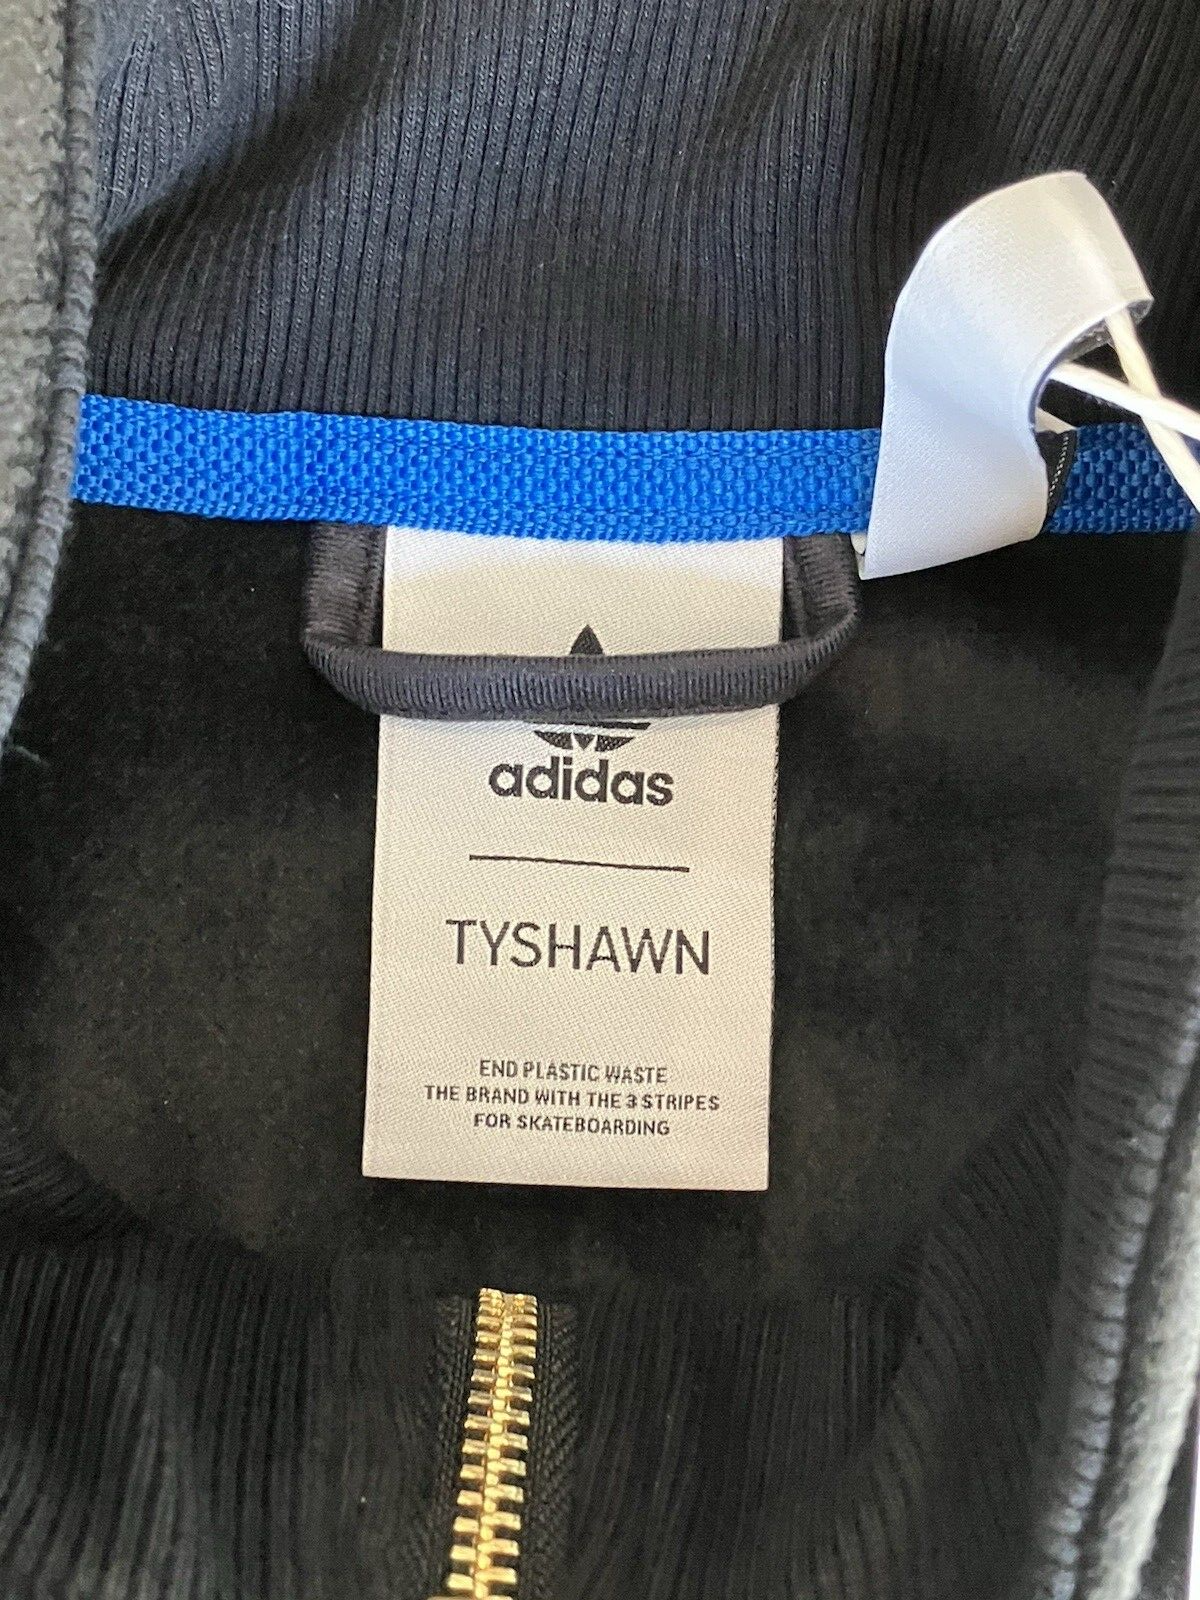 adidas
TYSHAWN
END PLASTIC WASTE
THE BRAND WITH THE 3 STRIPES
FOR SKATEBOARDING